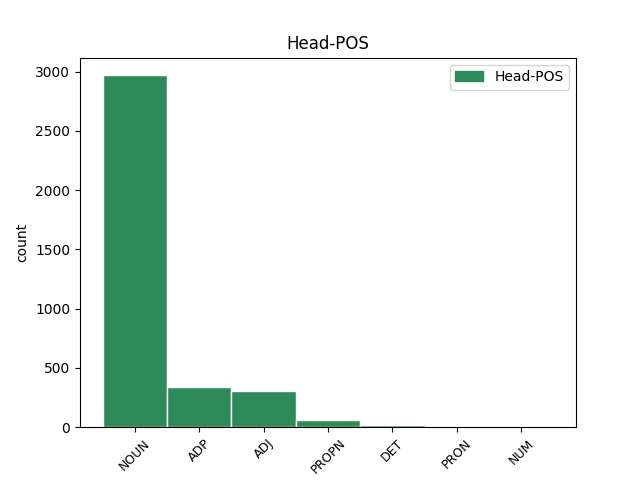 Head-POS
Head-POS
3000
2500
2000
1500
1000
500
0
count
NOUN
ADP
ADJ
PROPN
DET
PRON
NUM